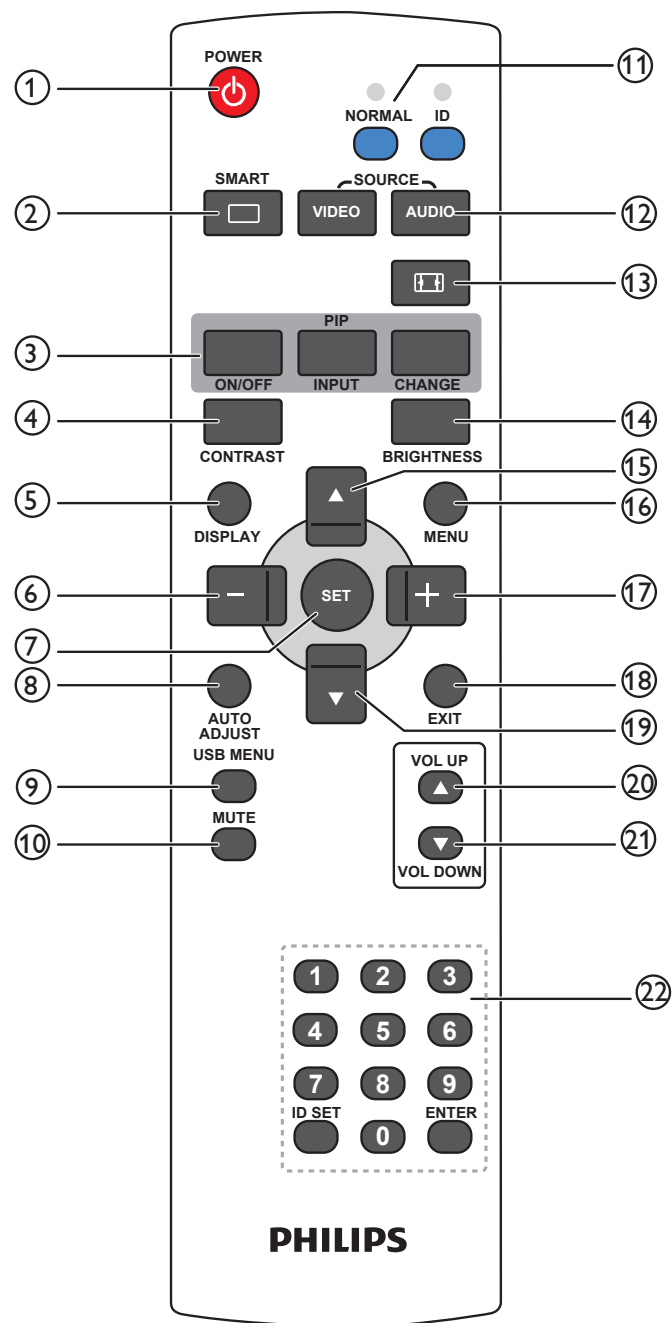 POWER
① ⑪
NORMAL ID
SMART SOURCE
② VIDEO AUDIO ⑫
⑬
PIP
③
ON/OFF INPUT CHANGE
④ ⑭
CONTRAST BRIGHTNESS
⑮
⑤ ⑯
DISPLAY MENU
⑥ − SET + ⑰
⑦
⑧ ⑱
AUTO ADJUST EXIT ⑲
USB MENU VOL UP
⑨ ⑳
MUTE
⑩ ㉑
VOL DOWN
1 2 3 ㉒
4 5 6
7 8 9
ID SET ENTER
0
PHILIPS